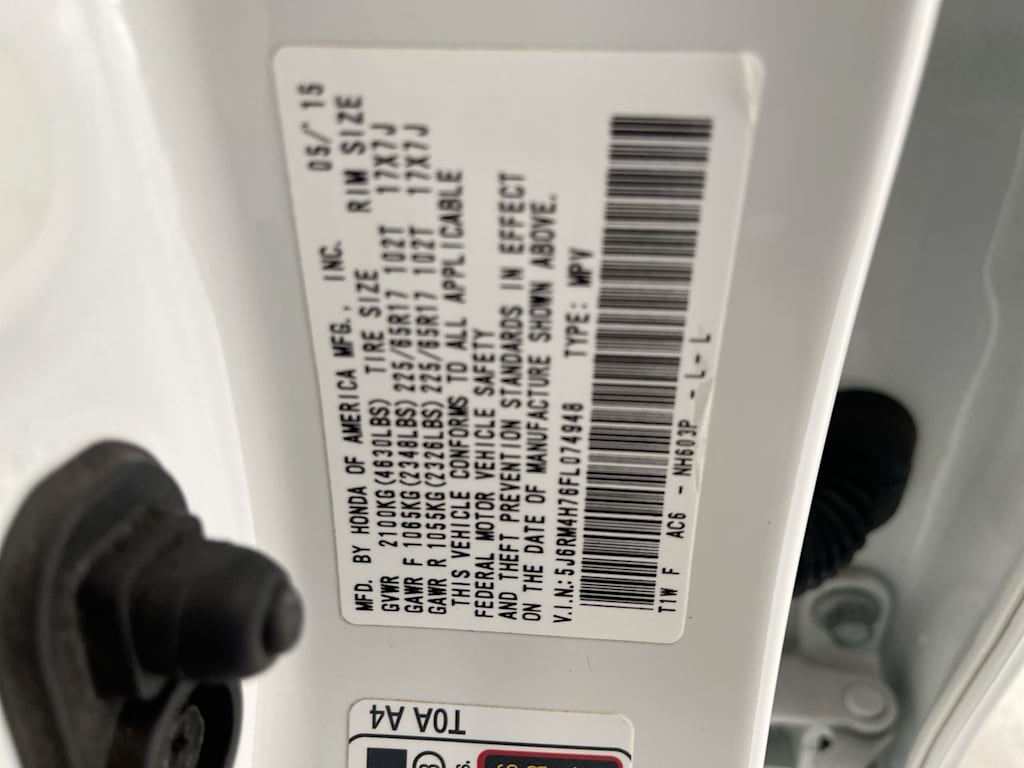 MFD. BY HONDA OF AMERICA MFG., INC. 05/'15
GVWR 2100KG(4630LBS) TIRE SIZE RIM SIZE
GAWR F 1065KG(2348LBS) 225/65R17 102T 17X7J
GAWR R 1055KG(2326LBS) 225/65R17 102T 17X7J
THIS VEHICLE CONFORMS TO ALL APPLICABLE
FEDERAL MOTOR VEHICLE SAFETY
AND THEFT PREVENTION STANDARDS IN EFFECT
ON THE DATE OF MANUFACTURE SHOWN ABOVE.
V.I.N.: 5J6RM4H76FL074948 TYPE: MPV
T1W F AC6 - NH603P - L- L
T0A A4